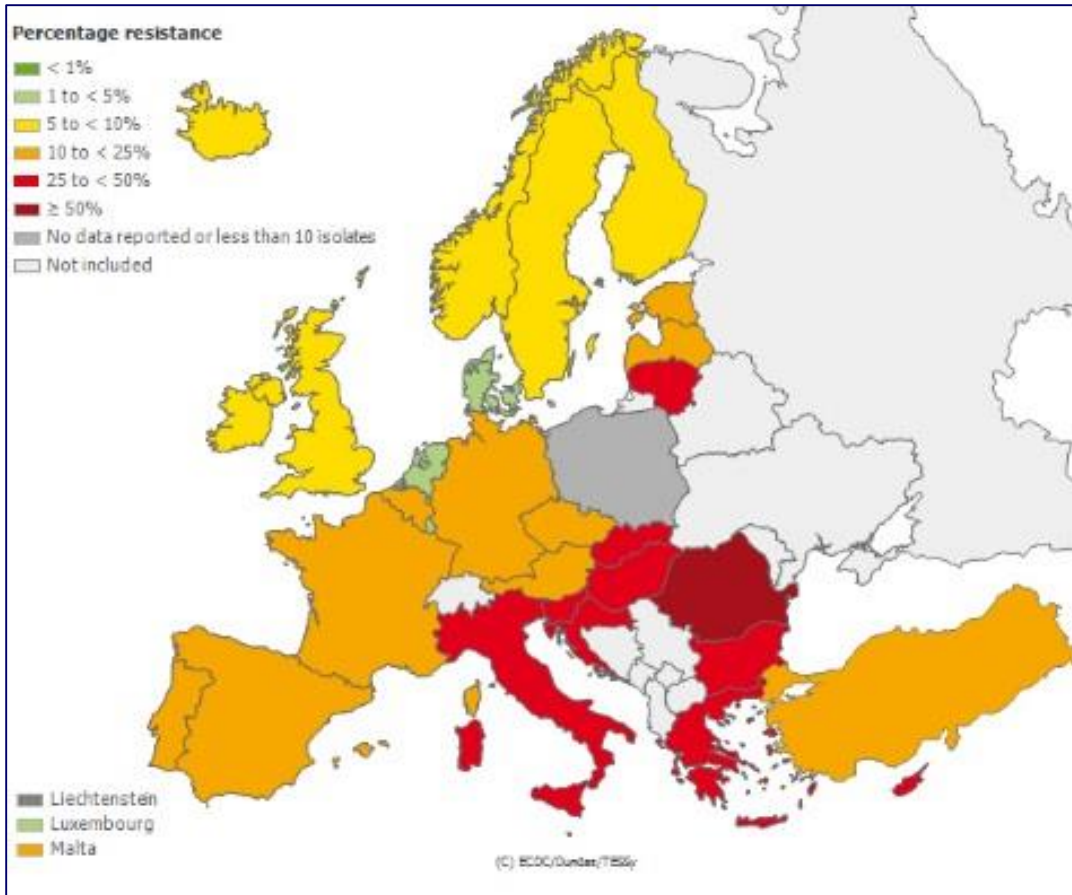 Percentage resistance
< 1%
1 to < 5%
5 to < 10%
10 to < 25%
25 to < 50%
≥ 50%
No data reported or less than 10 isolates
Not included
Liechtenstein
Luxembourg
Malta
(C) ECDC/Dundas/TESSy